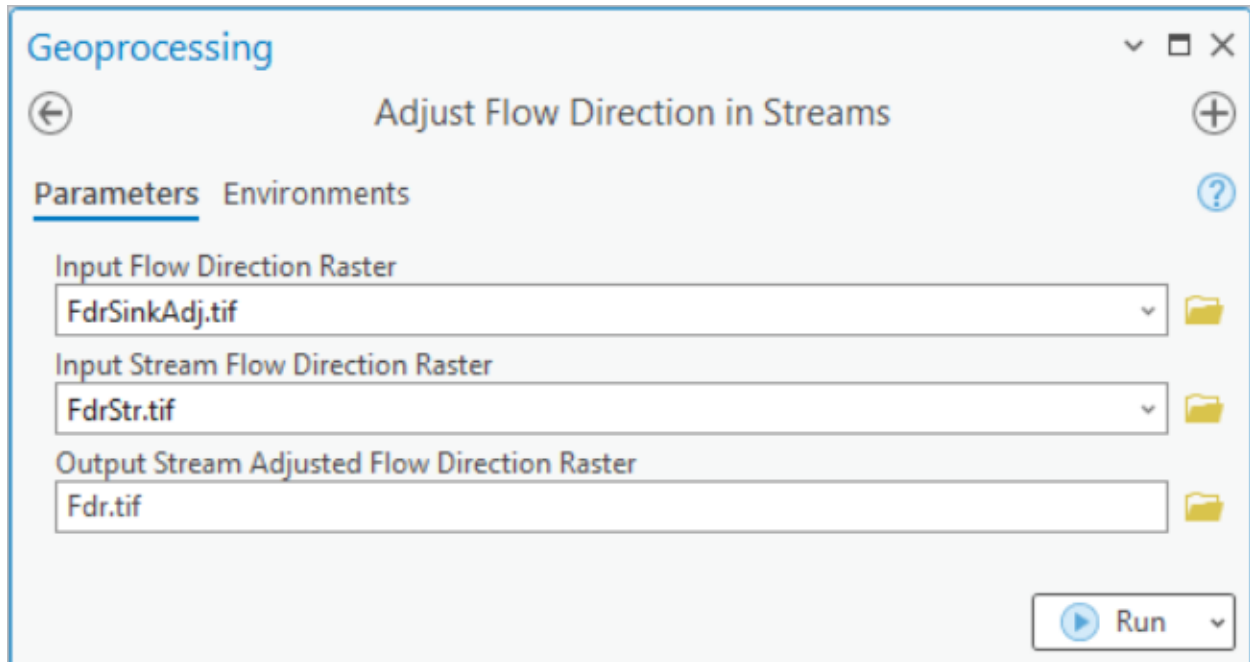 Geoprocessing
Adjust Flow Direction in Streams
Parameters Environments
Input Flow Direction Raster
FdrSinkAdj.tif
Input Stream Flow Direction Raster
FdrStr.tif
Output Stream Adjusted Flow Direction Raster
Fdr.tif
Run